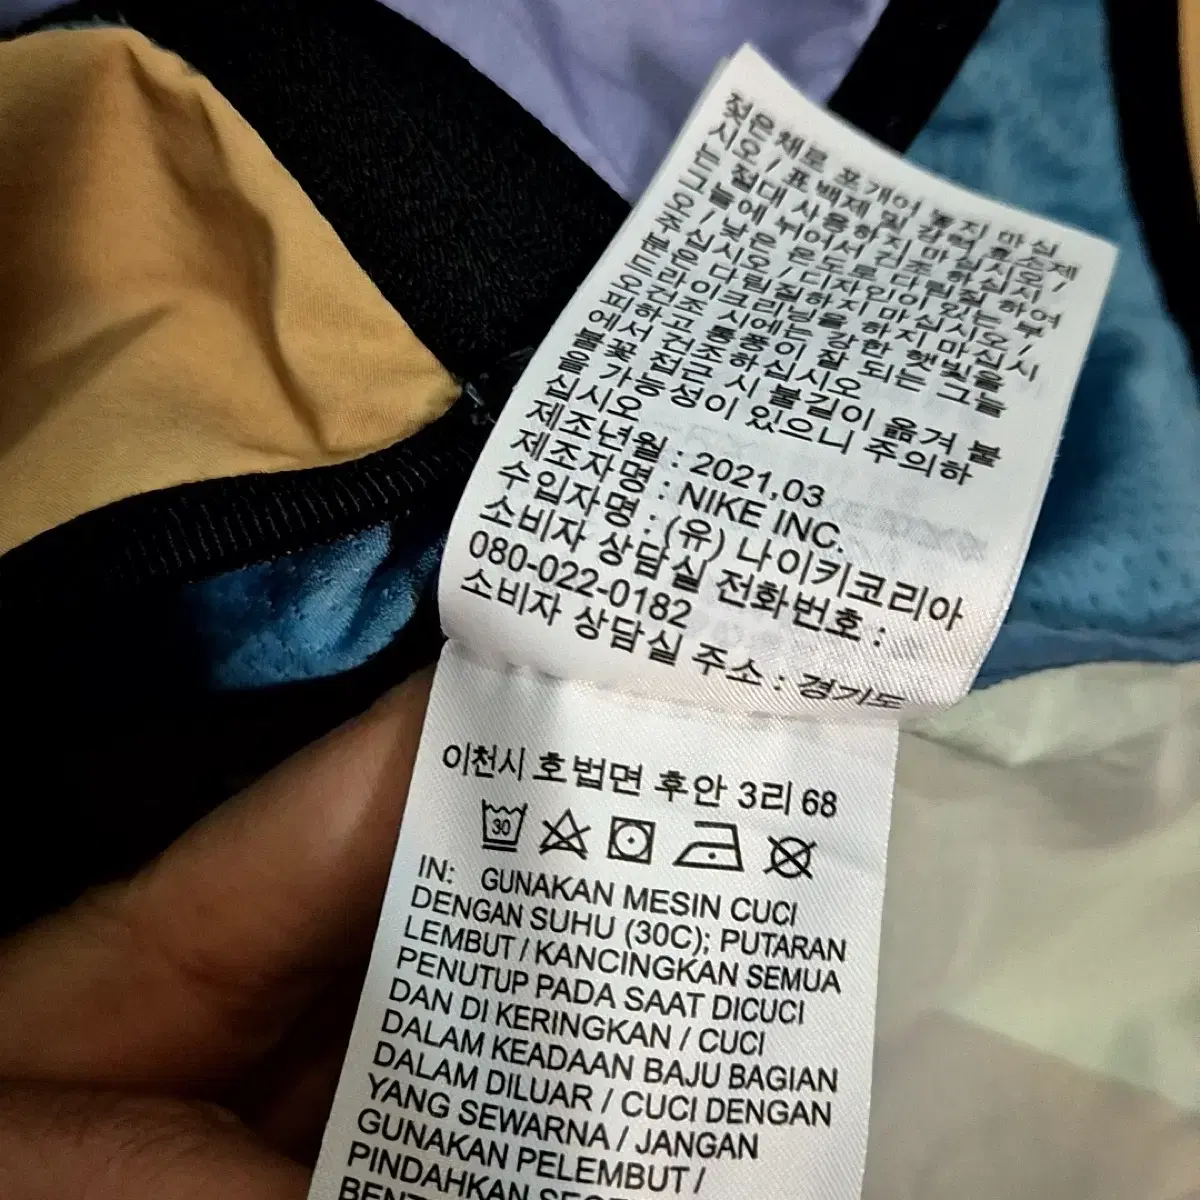 젖은채로 포개어 놓지 마십
시오 / 표백제 및 강력 효소제
는 절대 사용하지 마십시오 /
그늘에 뉘어서 건조 하십시
오 / 낮은 온도로 다림질 하여
주십시오 / 디자인이 있는 부
분은 다림질하지 마십시오 /
드라이크리닝을 하지 마십시
오 건조 시에는 강한 햇빛을
피하고 통풍이 잘 되는 그늘
에서 건조하십시오
불꽃 접근 시 불길이 옮겨 붙
을 가능성이 있으니 주의하
십시오
제조년월 : 2021,03
제조자명 : NIKE INC.
수입자명 : (유) 나이키코리아
소비자 상담실 전화번호 :
080-022-0182
소비자 상담실 주소 : 경기도
이천시 호법면 후안 3리 68
30
IN: GUNAKAN MESIN CUCI
DENGAN SUHU (30C); PUTARAN
LEMBUT / KANCINGKAN SEMUA
PENUTUP PADA SAAT DICUCI
DAN DI KERINGKAN / CUCI
DALAM KEADAAN BAJU BAGIAN
DALAM DILUAR / CUCI DENGAN
YANG SEWARNA / JANGAN
GUNAKAN PELEMBUT /
PINDAHKAN